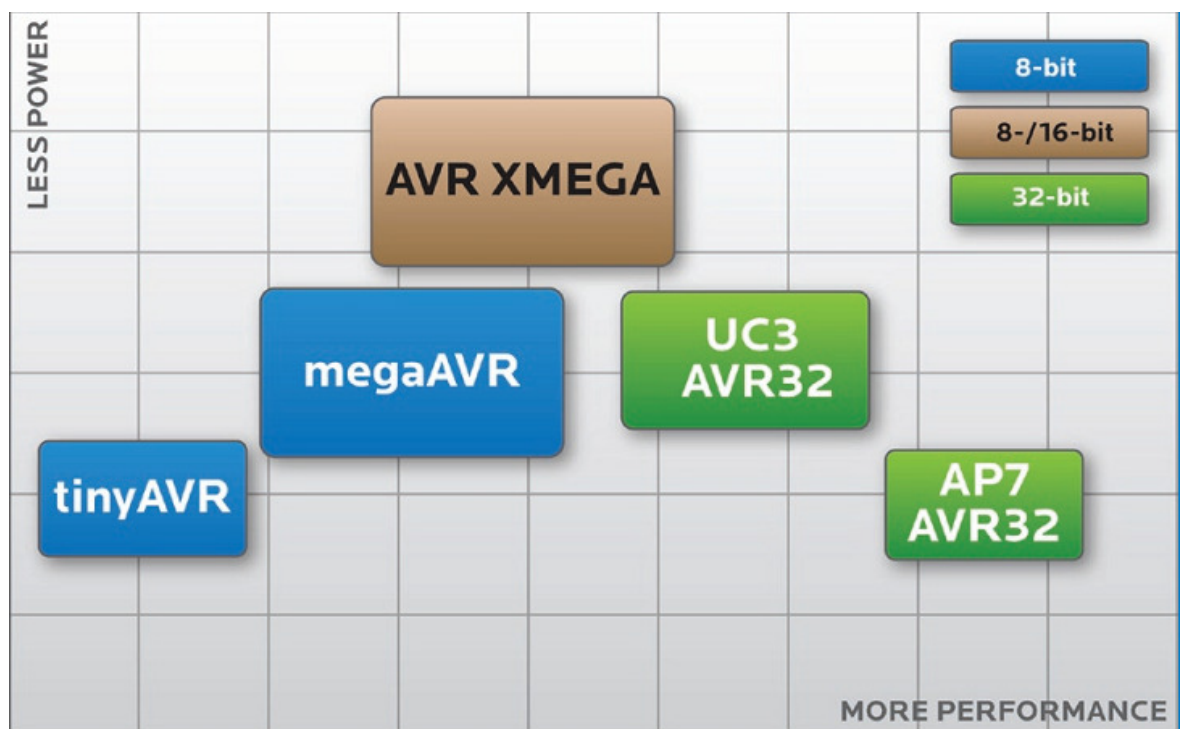 LESS POWER
8-bit
8-/16-bit
32-bit
AVR XMEGA
megaAVR
UC3
AVR32
tinyAVR
AP7
AVR32
MORE PERFORMANCE